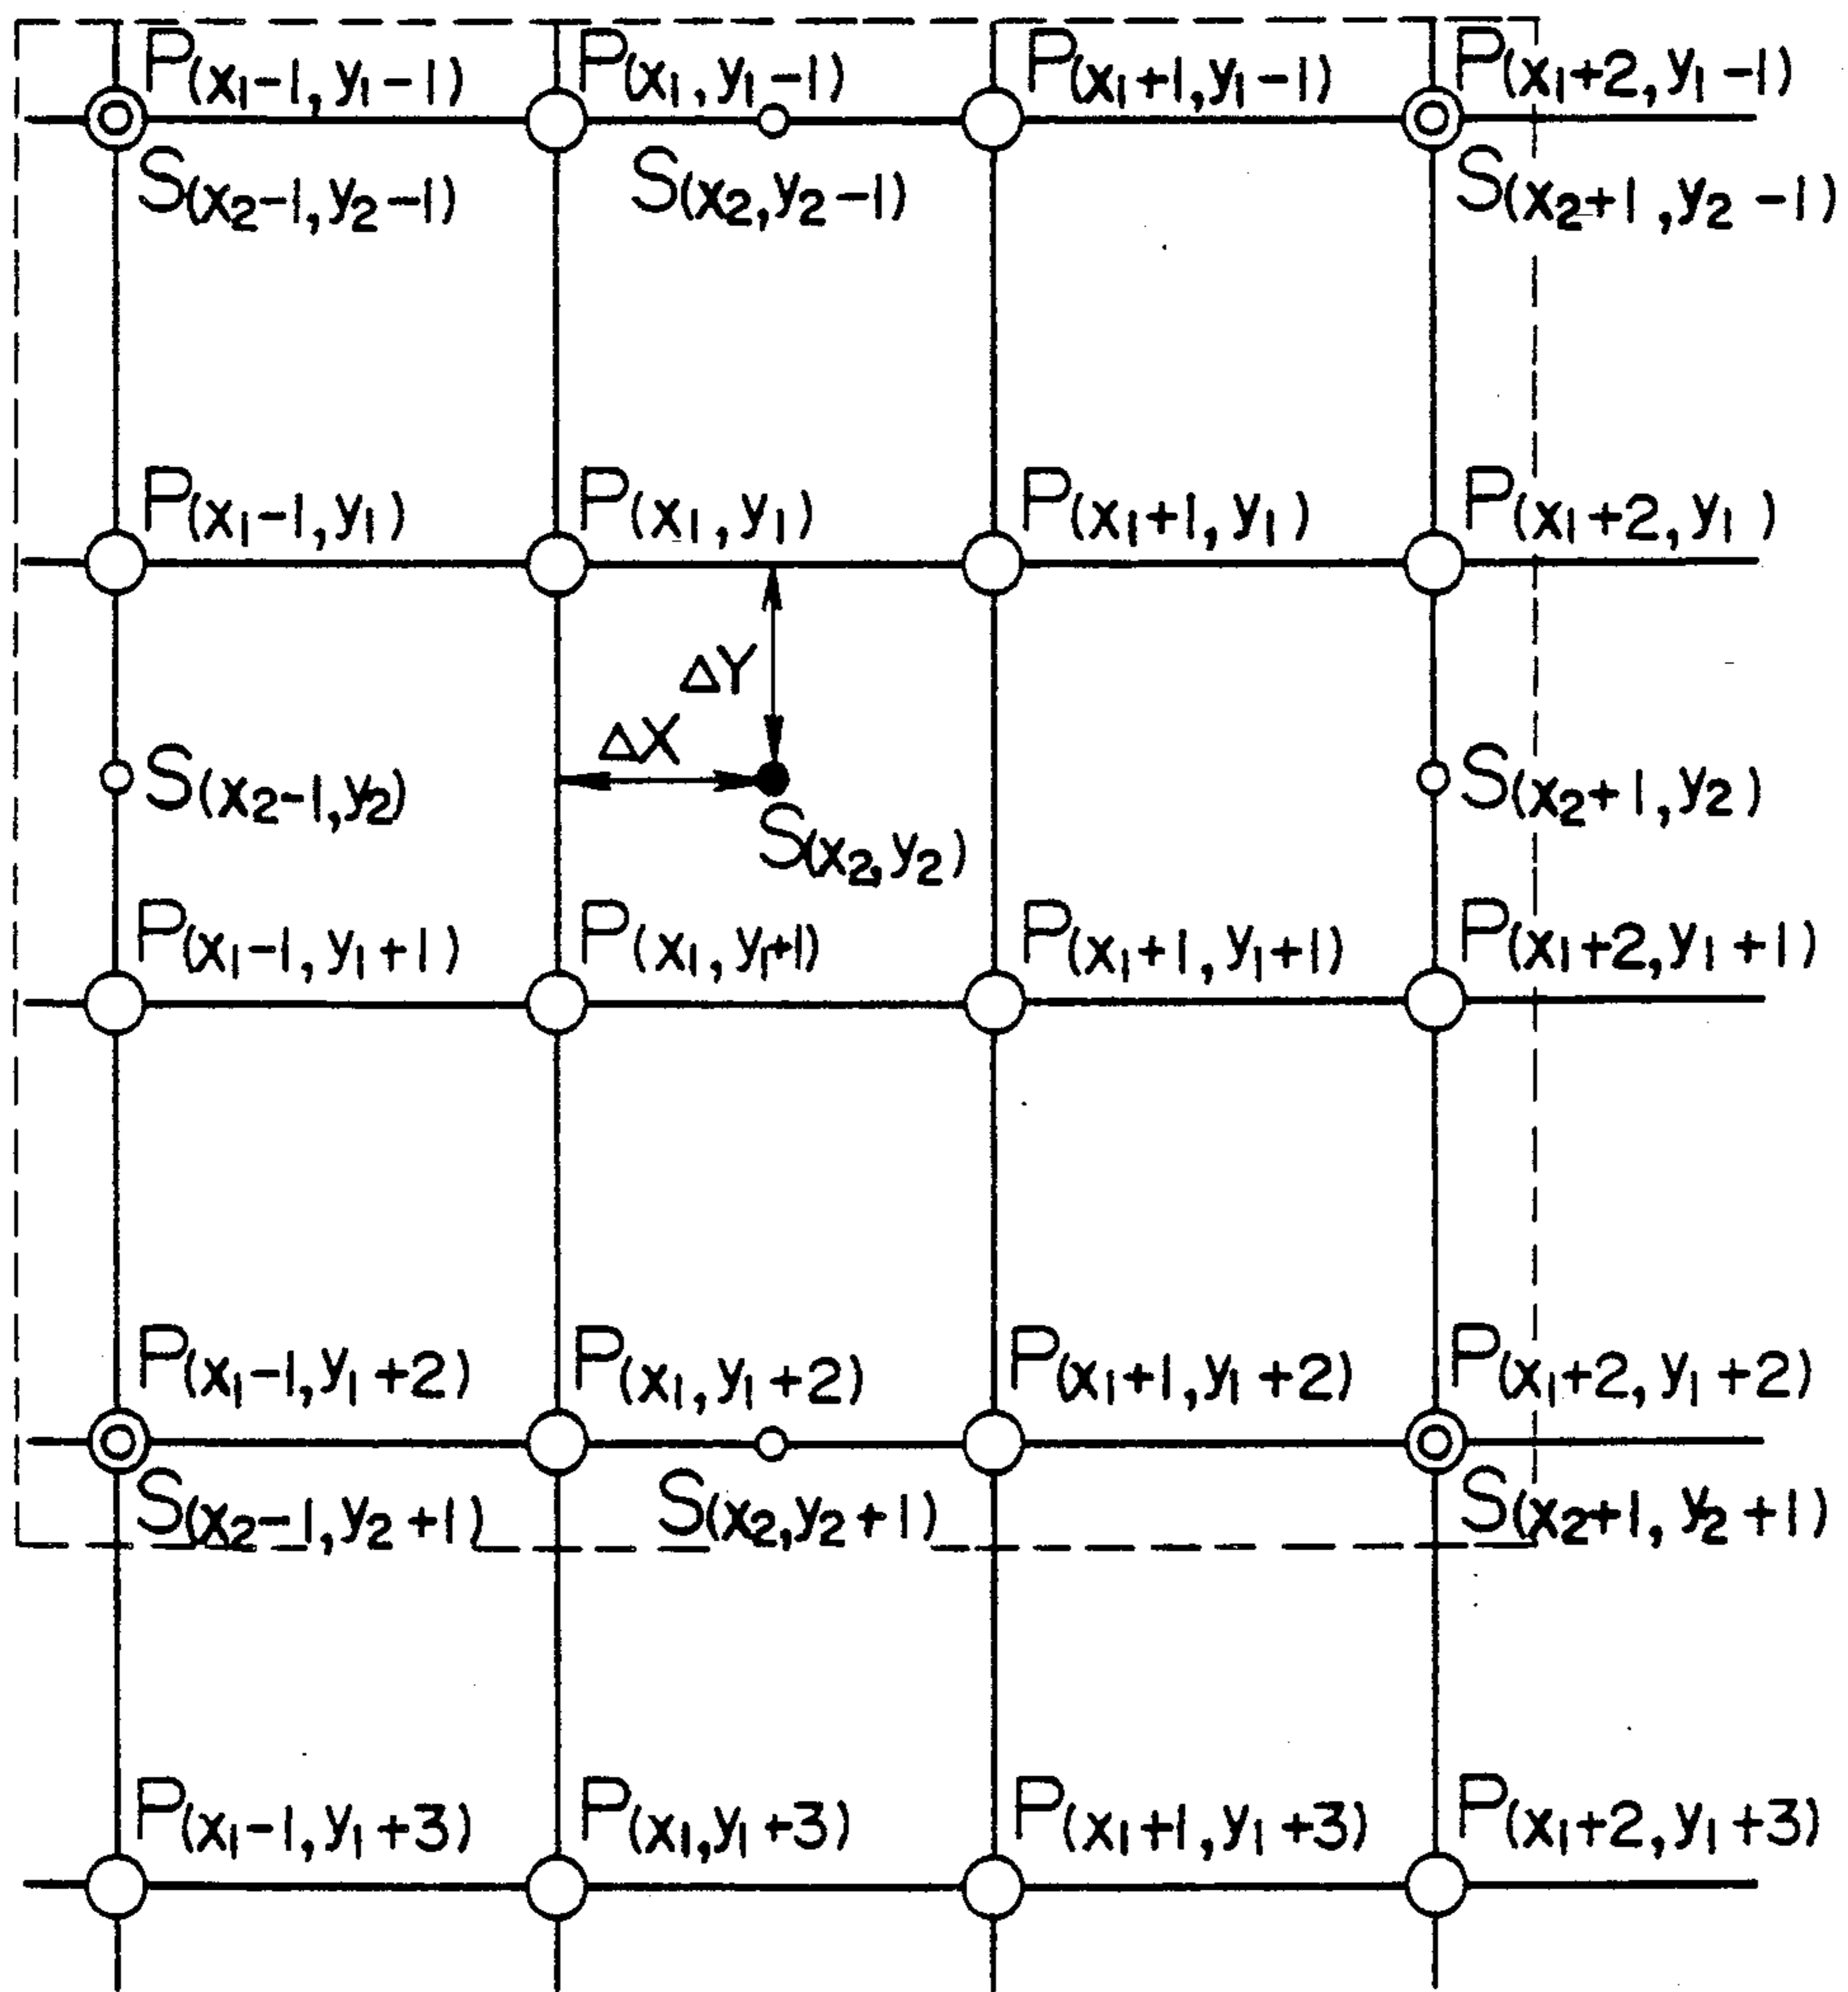 P(x₁−1, y₁−1) P(x₁, y₁−1) P(x₁+1, y₁−1) P(x₁+2, y₁−1)
S(x₂−1, y₂−1) S(x₂, y₂−1) S(x₂+1, y₂−1)
P(x₁−1, y₁) P(x₁, y₁) P(x₁+1, y₁) P(x₁+2, y₁)
ΔY
ΔX
S(x₂−1, y₂) S(x₂+1, y₂)
S(x₂, y₂)
P(x₁−1, y₁+1) P(x₁, y₁+1) P(x₁+1, y₁+1) P(x₁+2, y₁+1)
P(x₁−1, y₁+2) P(x₁, y₁+2) P(x₁+1, y₁+2) P(x₁+2, y₁+2)
S(x₂−1, y₂+1) S(x₂, y₂+1) S(x₂+1, y₂+1)
P(x₁−1, y₁+3) P(x₁, y₁+3) P(x₁+1, y₁+3) P(x₁+2, y₁+3)